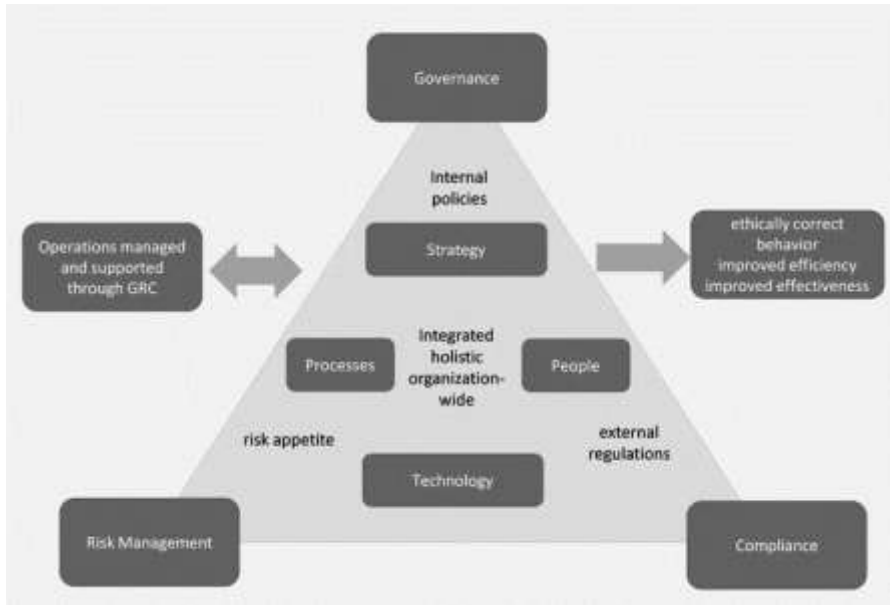 Governance
Internal
policies
Operations managed
and supported
through GRC
Strategy
ethically correct
behavior
improved efficiency
improved effectiveness
Processes
Integrated
holistic
organization-
wide
People
risk appetite
external
regulations
Technology
Risk Management
Compliance